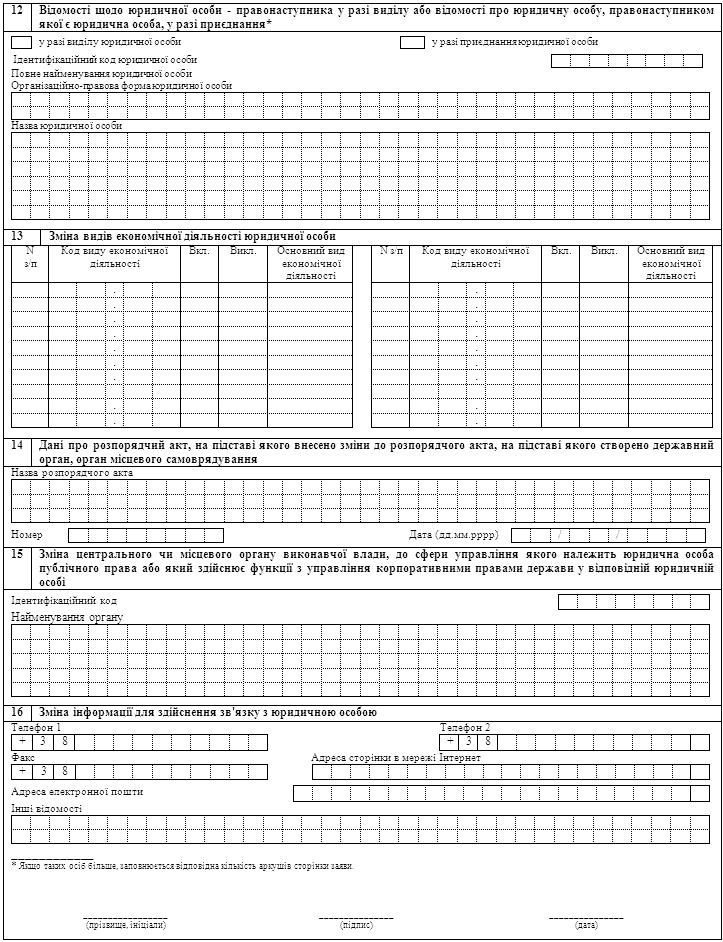 12 Відомості щодо юридичної особи - правонаступника у разі виділу або відомості про юридичну особу, правонаступником
якої є юридична особа, у разі приєднання*
у разі виділу юридичної особи у разі приєднання юридичної особи
Ідентифікаційний код юридичної особи
Повне найменування юридичної особи
Організаційно-правова форма юридичної особи
Назва юридичної особи
13 Зміна видів економічної діяльності юридичної особи
N з/п Код виду економічної діяльності Вкл. Викл. Основний вид економічної діяльності N з/п Код виду економічної діяльності Вкл. Викл. Основний вид економічної діяльності
. .
. .
. .
. .
. .
. .
. .
. .
. .
. .
14 Дані про розпорядчий акт, на підставі якого внесено зміни до розпорядчого акта, на підставі якого створено державний
орган, орган місцевого самоврядування
Назва розпорядчого акта
Номер Дата (дд.мм.рррр) / /
15 Зміна центрального чи місцевого органу виконавчої влади, до сфери управління якого належить юридична особа
публічного права або який здійснює функції з управління корпоративними правами держави у відповідній юридичній
особі
Ідентифікаційний код
Найменування органу
16 Зміна інформації для здійснення зв'язку з юридичною особою
Телефон 1 Телефон 2
+ 3 8 + 3 8
Факс Адреса сторінки в мережі Інтернет
+ 3 8
Адреса електронної пошти
Інші відомості
* Якщо таких осіб більше, заповнюється відповідна кількість аркушів сторінки заяви.
(прізвище, ініціали) (підпис) (дата)